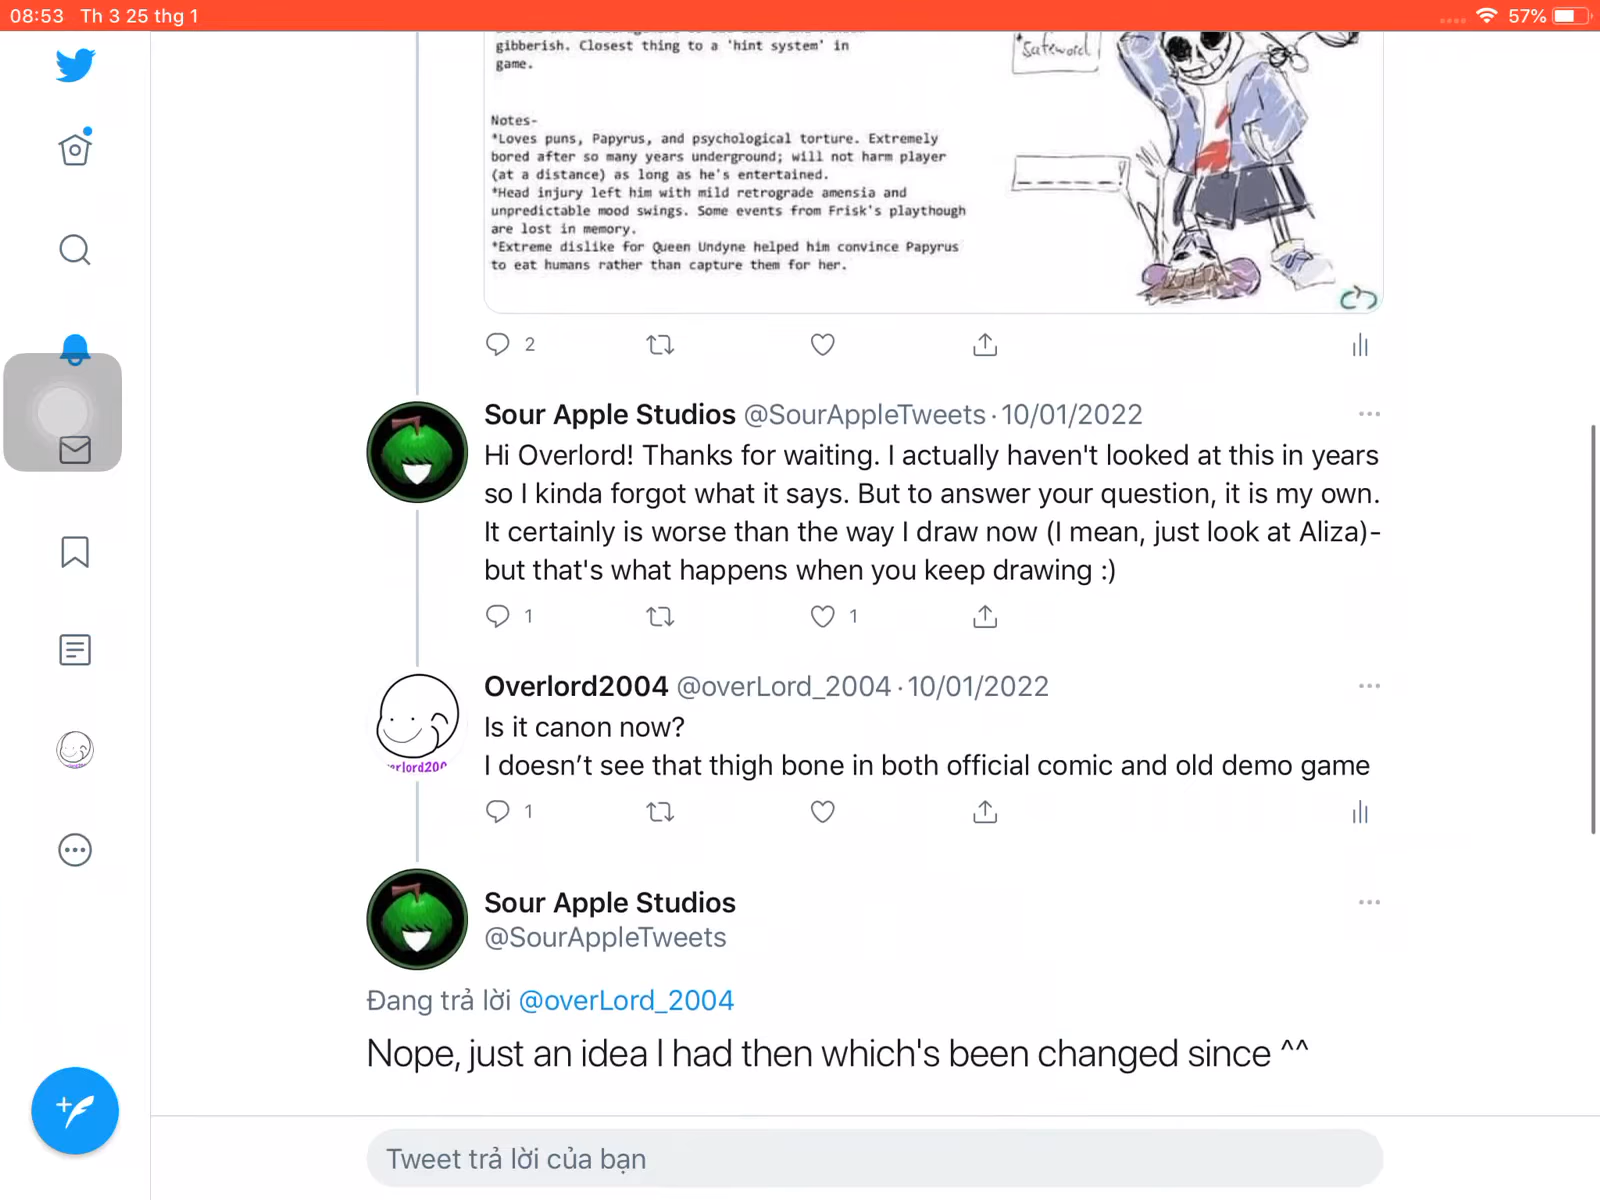 08:53 Th 3 25 thg 1
57%
gibberish. Closest thing to a 'hint system' in
game.
*Safeword
Notes-
*Loves puns, Papyrus, and psychological torture. Extremely
bored after so many years underground; will not harm player
(at a distance) as long as he's entertained.
*Head injury left him with mild retrograde amensia and
unpredictable mood swings. Some events from Frisk's playthough
are lost in memory.
*Extreme dislike for Queen Undyne helped him convince Papyrus
to eat humans rather than capture them for her.
2
Sour Apple Studios @SourAppleTweets · 10/01/2022
Hi Overlord! Thanks for waiting. I actually haven't looked at this in years
so I kinda forgot what it says. But to answer your question, it is my own.
It certainly is worse than the way I draw now (I mean, just look at Aliza)-
but that's what happens when you keep drawing :)
1 1
Overlord2004 @overLord_2004 · 10/01/2022
Is it canon now?
I doesn’t see that thigh bone in both official comic and old demo game
1
Sour Apple Studios
@SourAppleTweets
Đang trả lời @overLord_2004
Nope, just an idea I had then which's been changed since ^^
Tweet trả lời của bạn